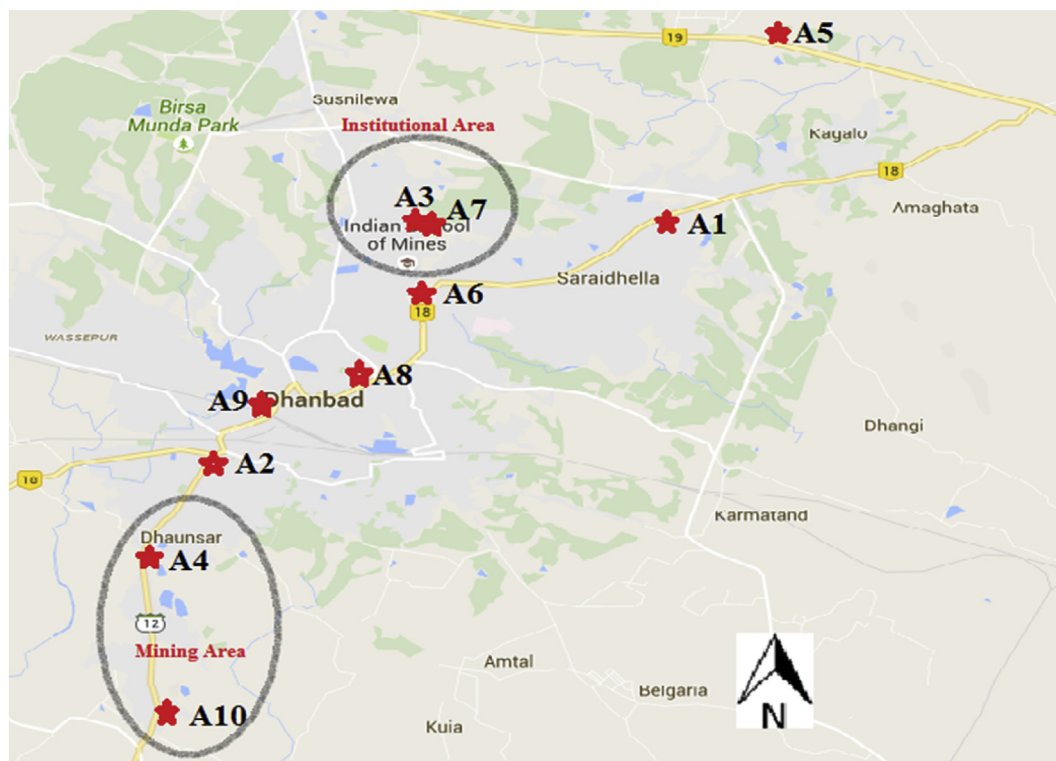 19
A5
Birsa
Munda Park
Susnilewa
Institutional Area
Kagalo
18
A3
A7
Indian School
of Mines
A1
Amaghata
Saraidhella
A6
18
WASSEPUR
A8
A9
Dhanbad
Dhangi
A2
18
Karmatand
Dhaunsar
A4
12
Mining Area
Amtal
Belgaria
A10
Kuia
N